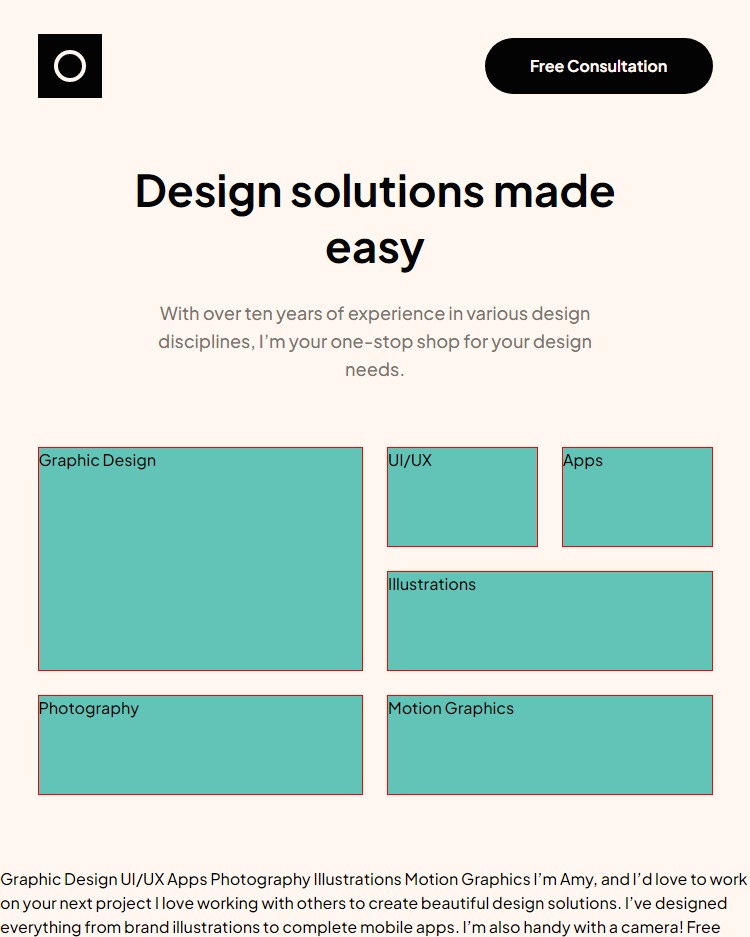 Free Consultation
Design solutions made
easy
With over ten years of experience in various design
disciplines, I’m your one-stop shop for your design
needs.
Graphic Design
UI/UX
Apps
Illustrations
Photography
Motion Graphics
Graphic Design UI/UX Apps Photography Illustrations Motion Graphics I’m Amy, and I’d love to work
on your next project I love working with others to create beautiful design solutions. I’ve designed
everything from brand illustrations to complete mobile apps. I’m also handy with a camera! Free